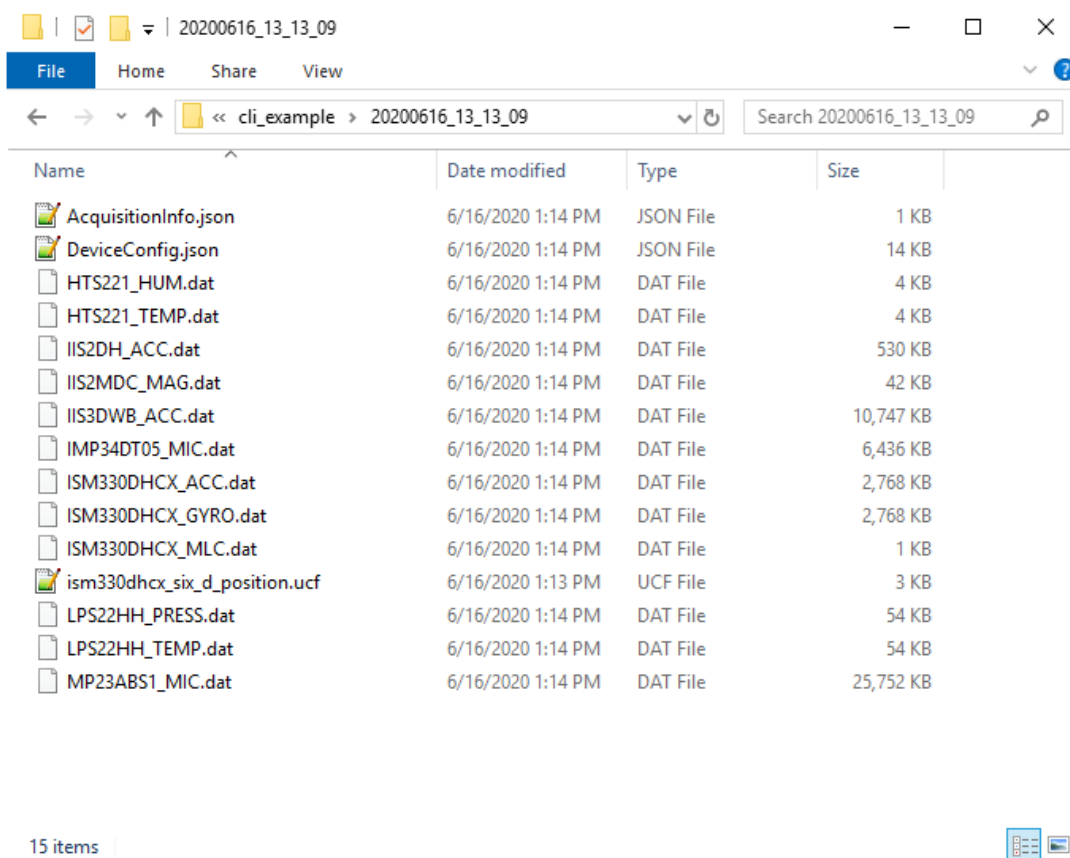 20200616_13_13_09
File Home Share View ?
« cli_example › 20200616_13_13_09 Search 20200616_13_13_09
Name Date modified Type Size
AcquisitionInfo.json 6/16/2020 1:14 PM JSON File 1 KB
DeviceConfig.json 6/16/2020 1:14 PM JSON File 14 KB
HTS221_HUM.dat 6/16/2020 1:14 PM DAT File 4 KB
HTS221_TEMP.dat 6/16/2020 1:14 PM DAT File 4 KB
IIS2DH_ACC.dat 6/16/2020 1:14 PM DAT File 530 KB
IIS2MDC_MAG.dat 6/16/2020 1:14 PM DAT File 42 KB
IIS3DWB_ACC.dat 6/16/2020 1:14 PM DAT File 10,747 KB
IMP34DT05_MIC.dat 6/16/2020 1:14 PM DAT File 6,436 KB
ISM330DHCX_ACC.dat 6/16/2020 1:14 PM DAT File 2,768 KB
ISM330DHCX_GYRO.dat 6/16/2020 1:14 PM DAT File 2,768 KB
ISM330DHCX_MLC.dat 6/16/2020 1:14 PM DAT File 1 KB
ism330dhcx_six_d_position.ucf 6/16/2020 1:13 PM UCF File 3 KB
LPS22HH_PRESS.dat 6/16/2020 1:14 PM DAT File 54 KB
LPS22HH_TEMP.dat 6/16/2020 1:14 PM DAT File 54 KB
MP23ABS1_MIC.dat 6/16/2020 1:14 PM DAT File 25,752 KB
15 items